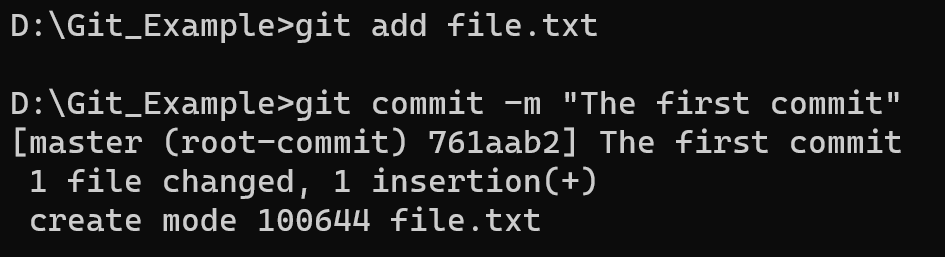 D:\Git_Example>git add file.txt
D:\Git_Example>git commit -m "The first commit"
[master (root-commit) 761aab2] The first commit
 1 file changed, 1 insertion(+)
 create mode 100644 file.txt